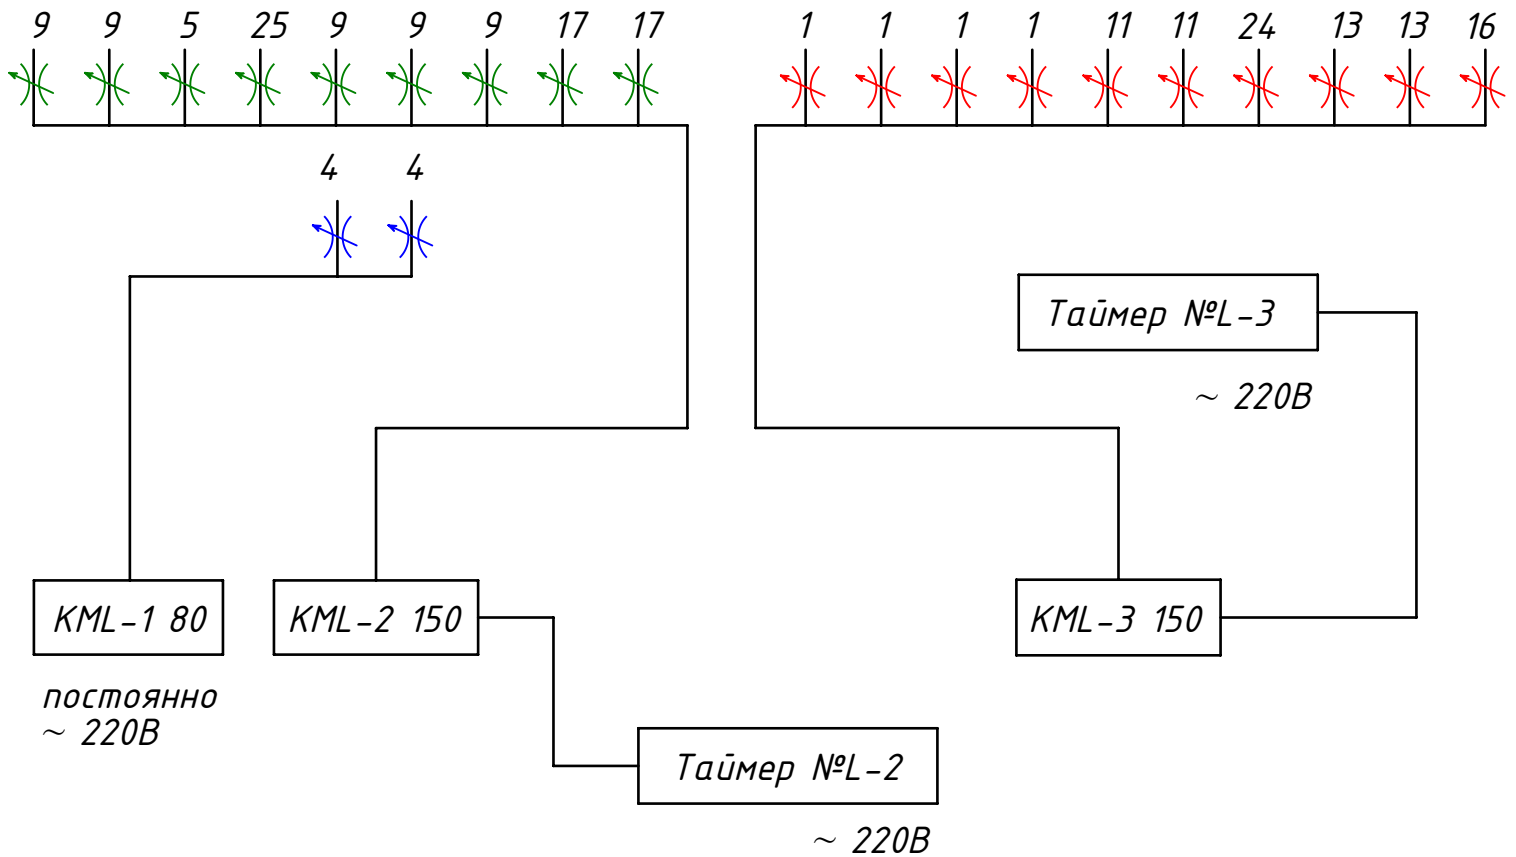 9 9 5 25 9 9 9 17 17 1 1 1 1 11 11 24 13 13 16
4 4
Таймер №L-3
~ 220В
KML-1 80
KML-2 150
KML-3 150
постоянно
~ 220В
Таймер №L-2
~ 220В